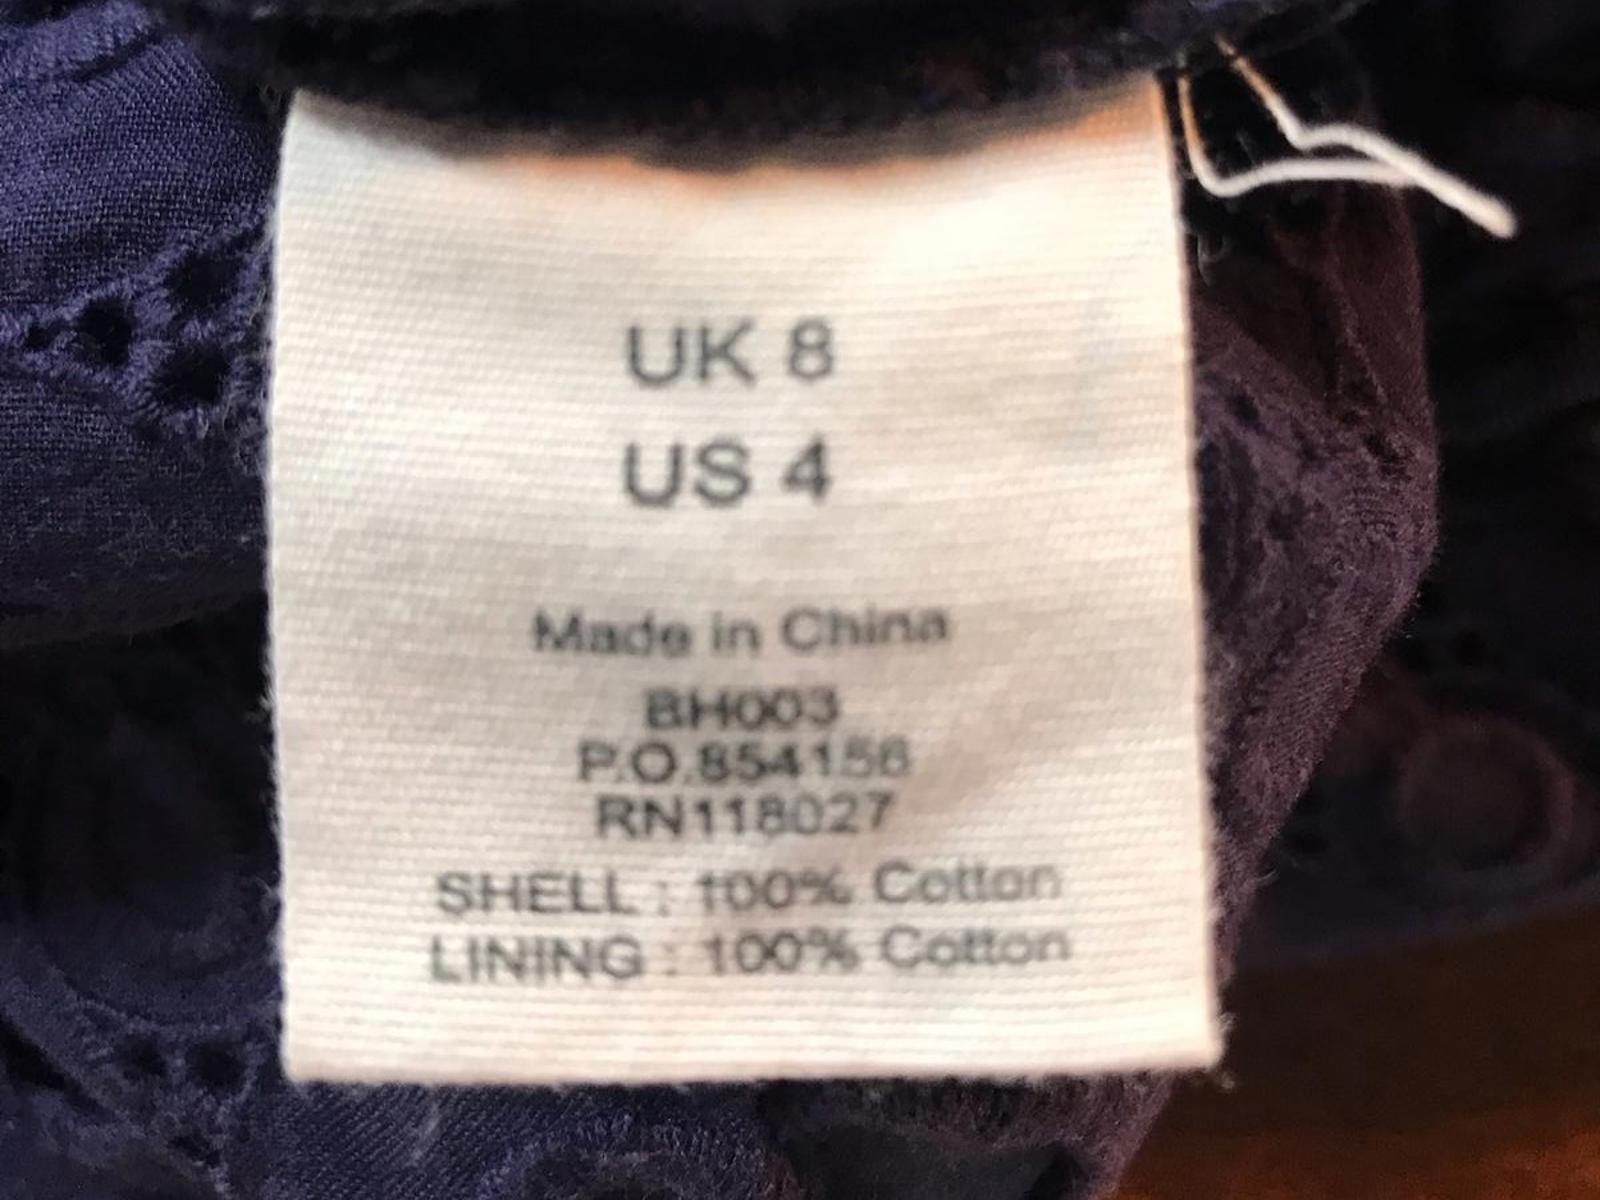 UK 8
US 4
Made in China
BH003
P.O.854156
RN118027
SHELL : 100% Cotton
LINING : 100% Cotton